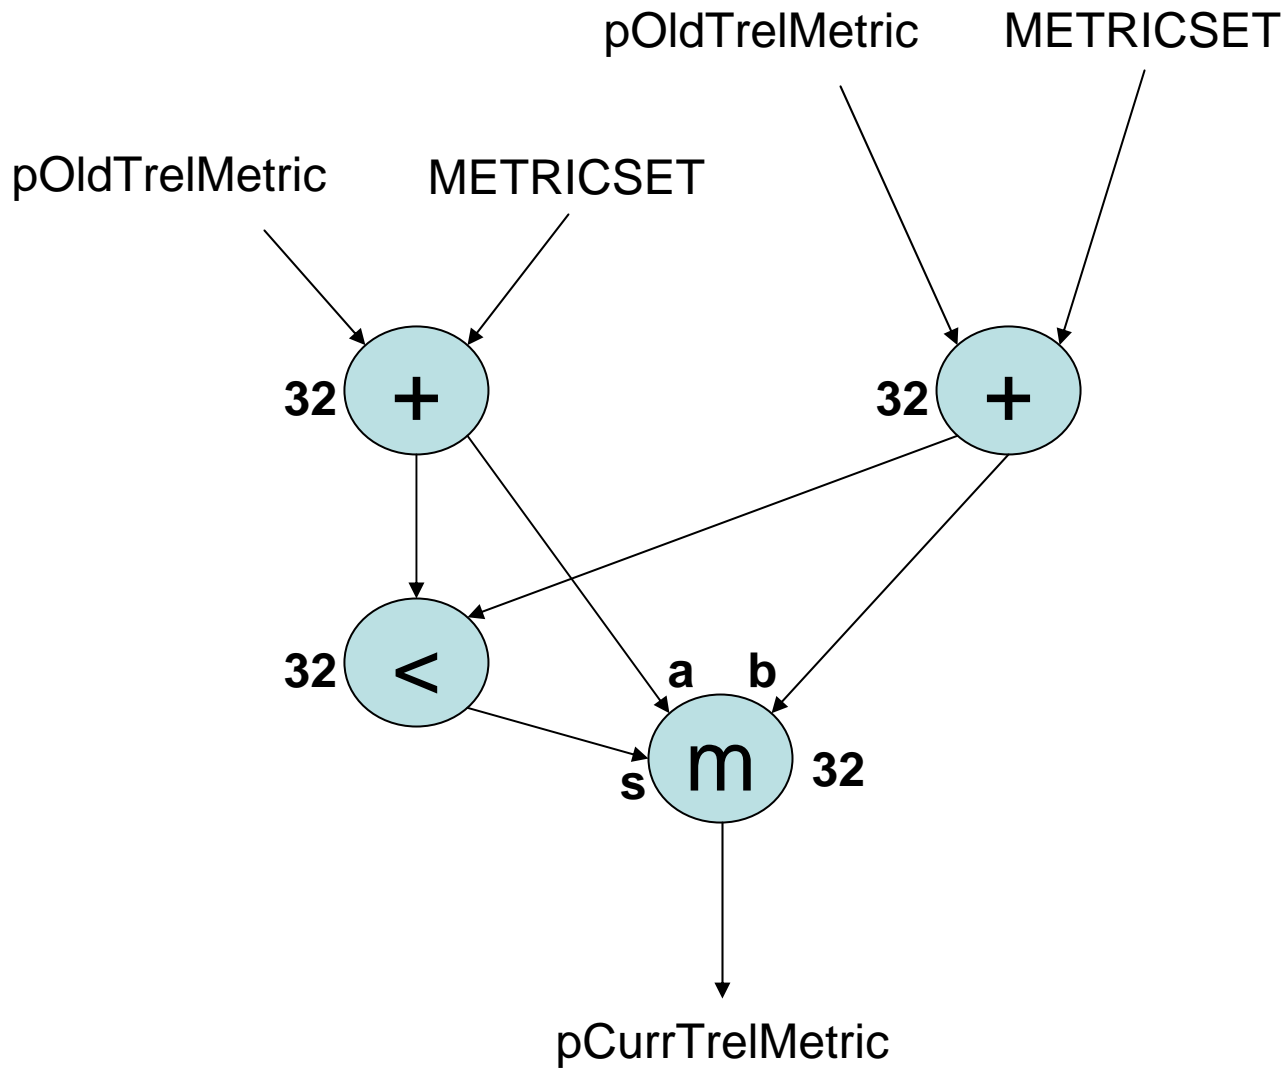 pOldTrelMetric METRICSET
pOldTrelMetric METRICSET
32 + 32 +
a b
32 <
m 32
s
pCurrTrelMetric